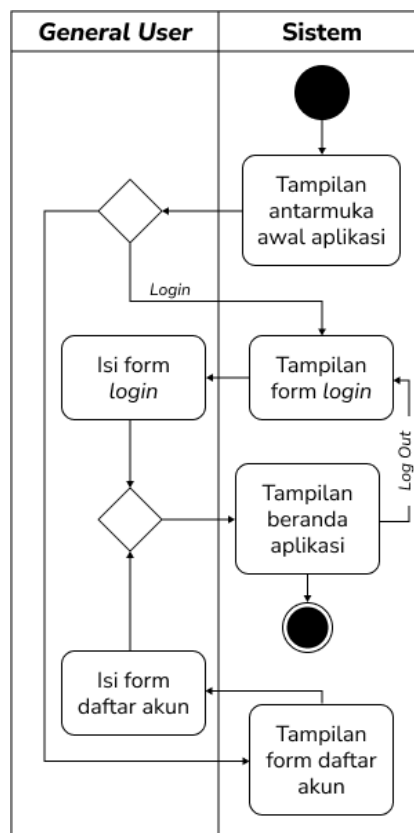 General User
Sistem
Tampilan
antarmuka
awal aplikasi
Login
Isi form
login
Tampilan
form login
Log Out
Tampilan
beranda
aplikasi
Isi form
daftar akun
Tampilan
form daftar
akun